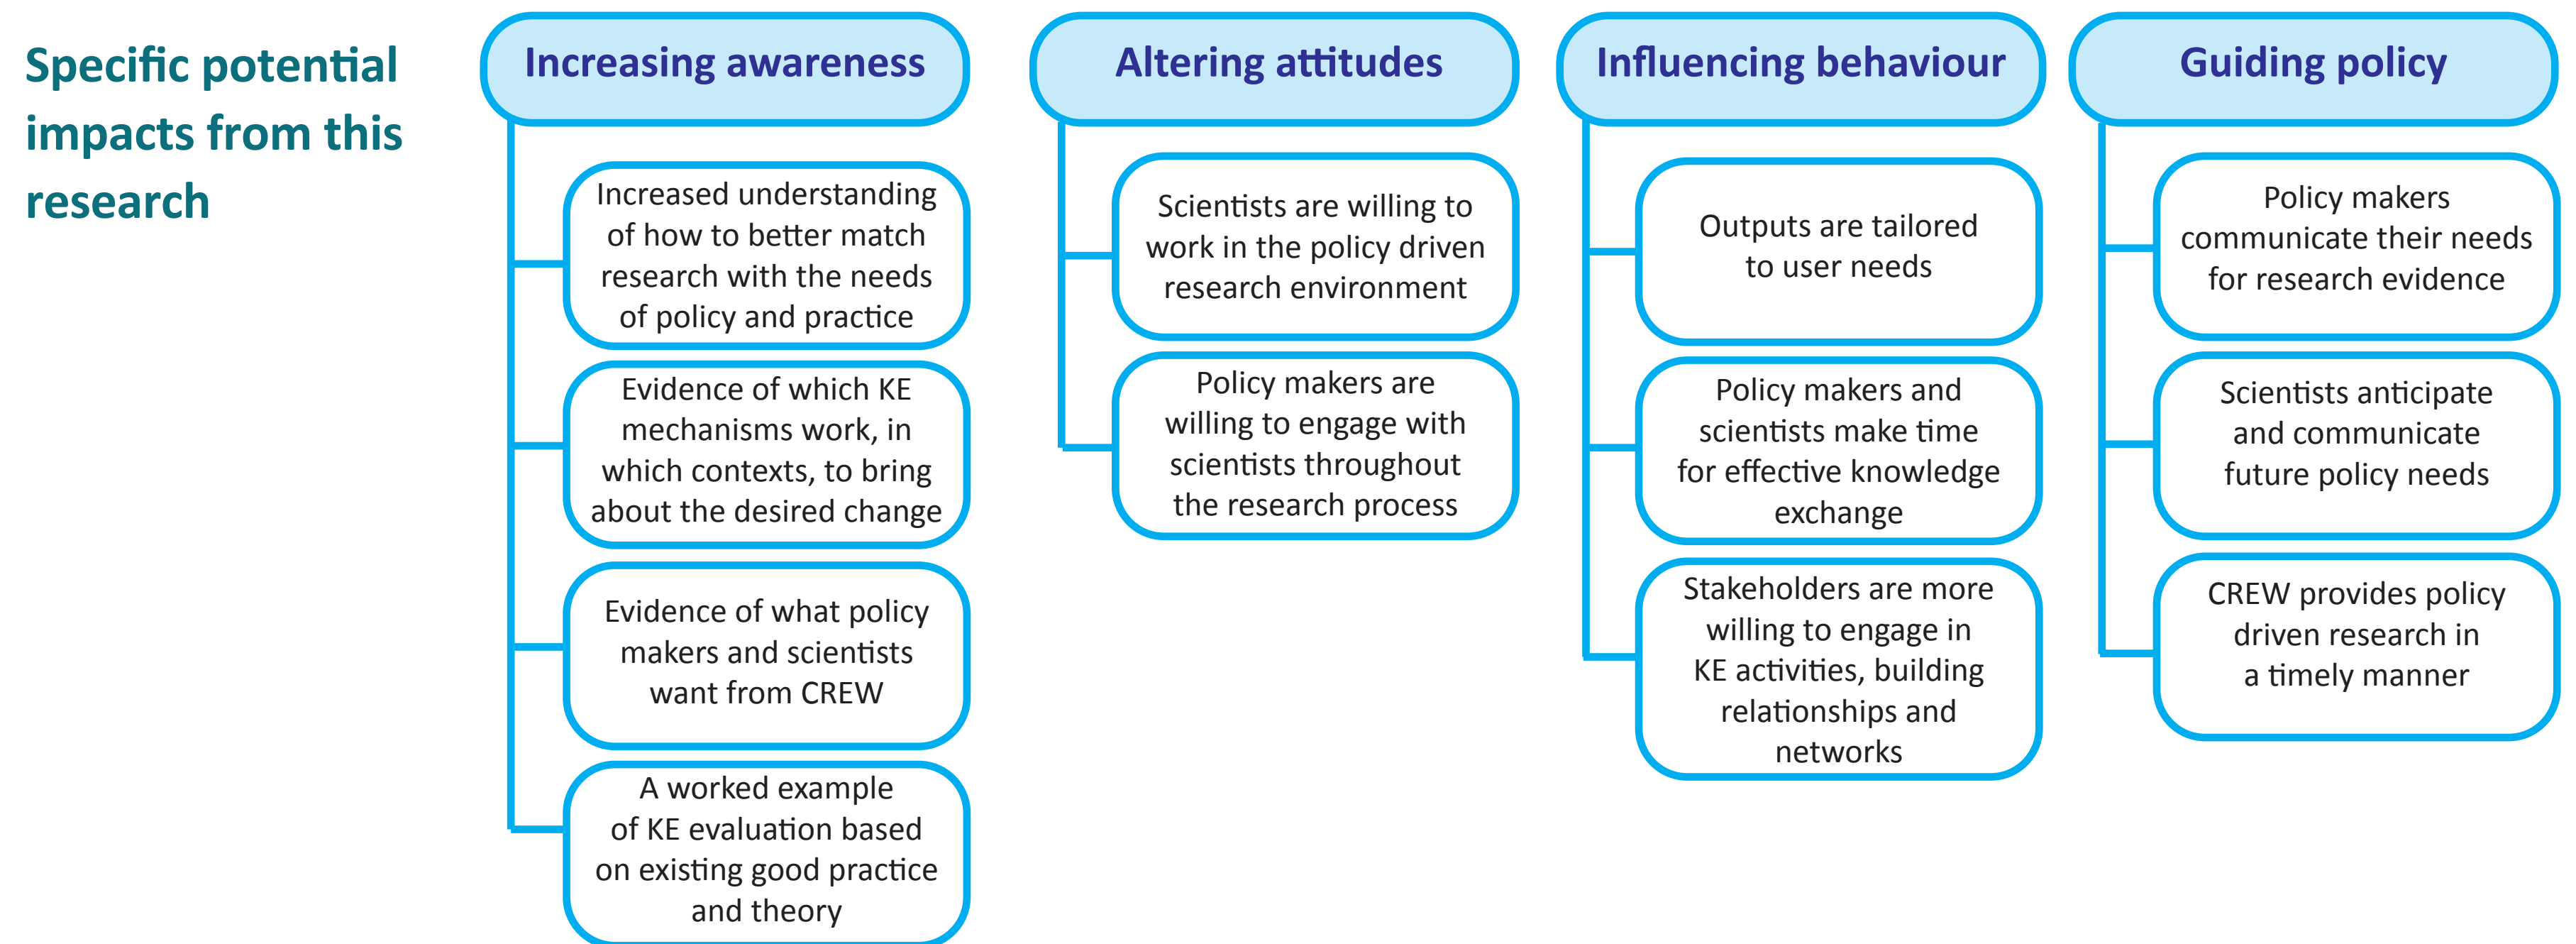 Specific potential
impacts from this
research
Increasing awareness
Increased understanding
of how to better match
research with the needs
of policy and practice
Evidence of which KE
mechanisms work, in
which contexts, to bring
about the desired change
Evidence of what policy
makers and scientists
want from CREW
A worked example
of KE evaluation based
on existing good practice
and theory
Altering attitudes
Scientists are willing to
work in the policy driven
research environment
Policy makers are
willing to engage with
scientists throughout
the research process
Influencing behaviour
Outputs are tailored
to user needs
Policy makers and
scientists make time
for effective knowledge
exchange
Stakeholders are more
willing to engage in
KE activities, building
relationships and
networks
Guiding policy
Policy makers
communicate their needs
for research evidence
Scientists anticipate
and communicate
future policy needs
CREW provides policy
driven research in
a timely manner